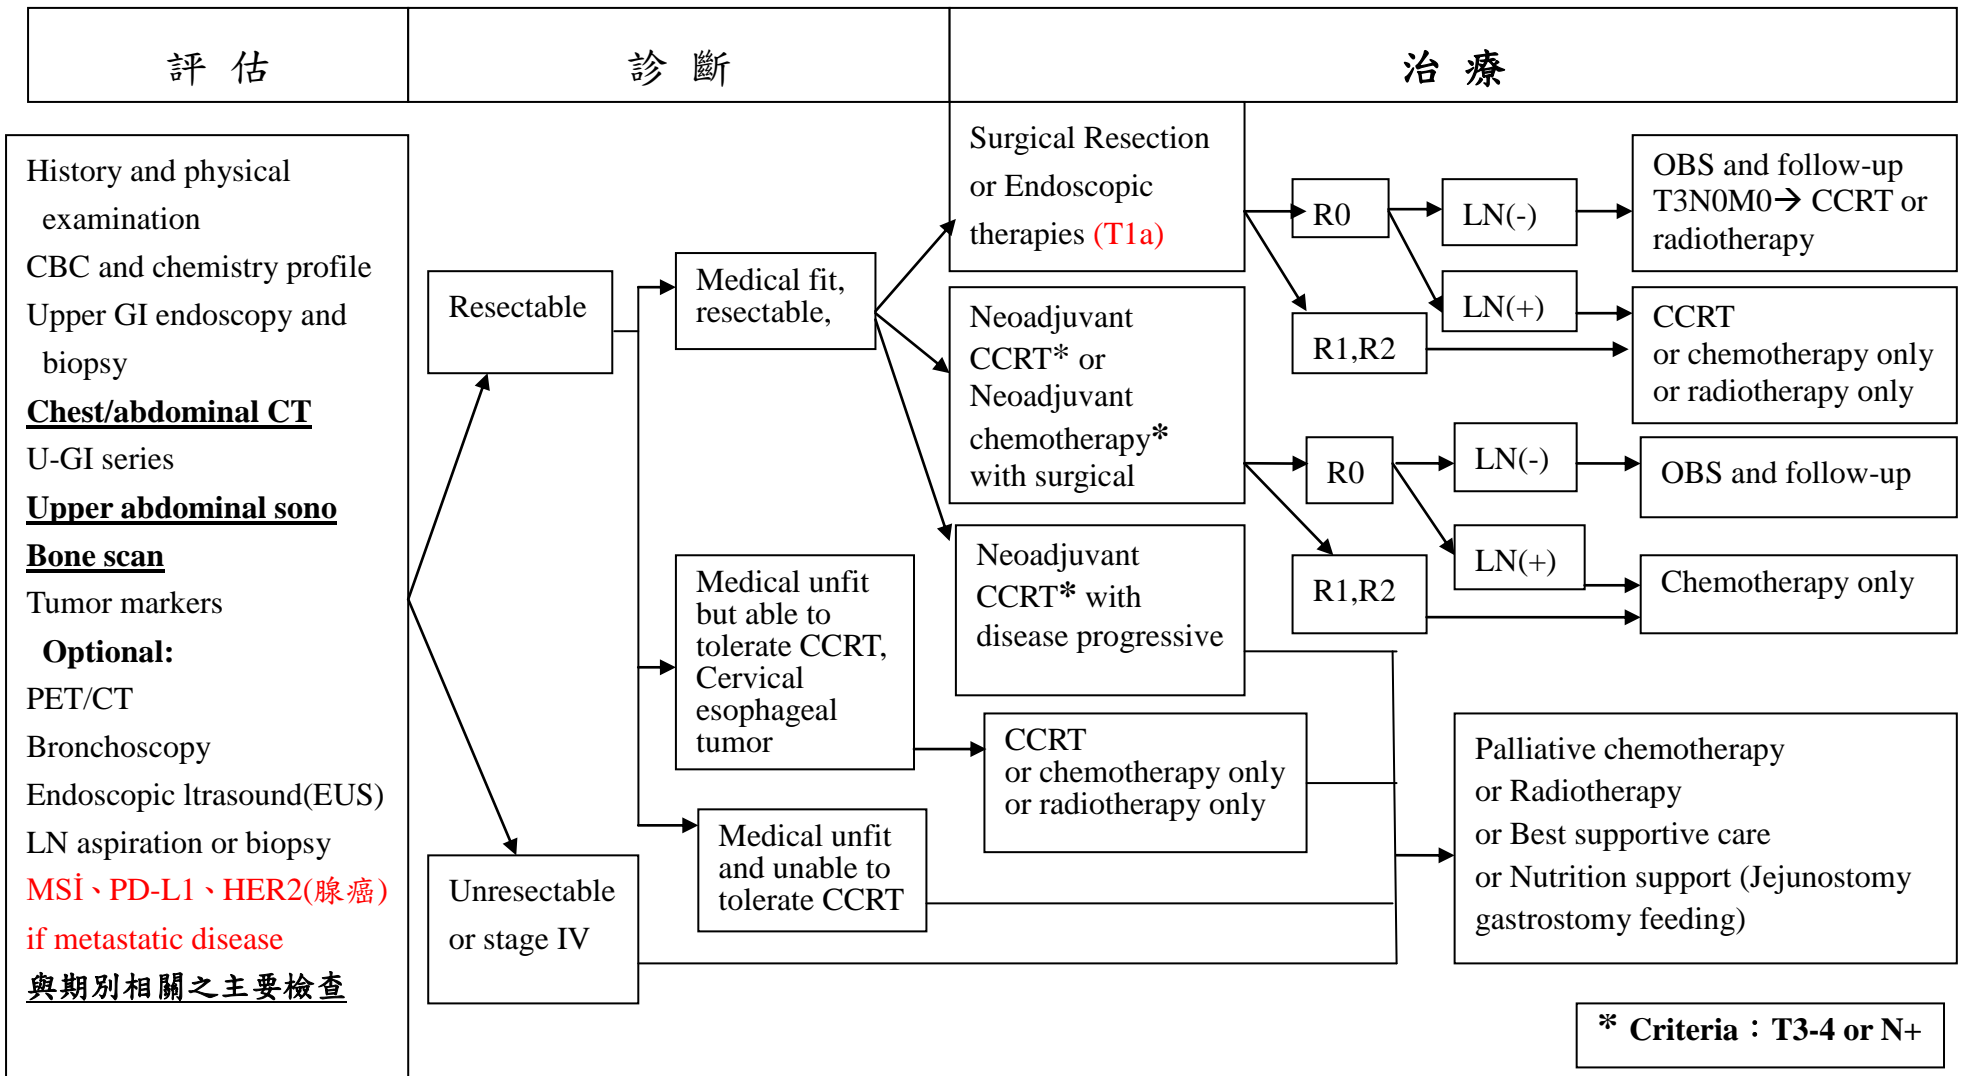 評 估
診 斷
治 療
History and physical
examination
CBC and chemistry profile
Upper GI endoscopy and
biopsy
Chest/abdominal CT
U-GI series
Upper abdominal sono
Bone scan
Tumor markers
Optional:
PET/CT
Bronchoscopy
Endoscopic ltrasound(EUS)
LN aspiration or biopsy
MSİ、PD-L1、HER2(腺癌)
if metastatic disease
與期別相關之主要檢查
Resectable
Unresectable
or stage IV
Medical fit,
resectable,
Medical unfit
but able to
tolerate CCRT,
Cervical
esophageal
tumor
Medical unfit
and unable to
tolerate CCRT
Surgical Resection
or Endoscopic
therapies (T1a)
Neoadjuvant
CCRT* or
Neoadjuvant
chemotherapy*
with surgical
Neoadjuvant
CCRT* with
disease progressive
CCRT
or chemotherapy only
or radiotherapy only
R0
R1,R2
LN(-)
LN(+)
OBS and follow-up
T3N0M0→ CCRT or
radiotherapy
CCRT
or chemotherapy only
or radiotherapy only
R0
R1,R2
LN(-)
LN(+)
OBS and follow-up
Chemotherapy only
Palliative chemotherapy
or Radiotherapy
or Best supportive care
or Nutrition support (Jejunostomy
gastrostomy feeding)
* Criteria：T3-4 or N+